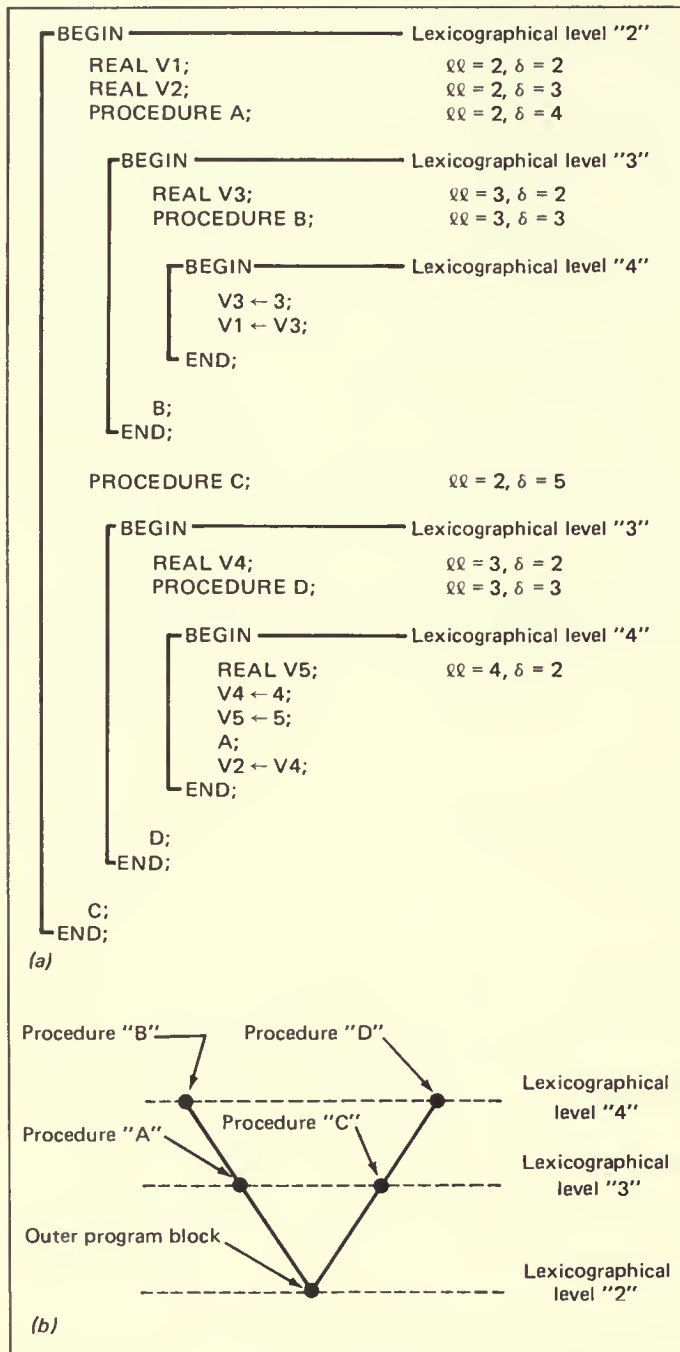 BEGIN Lexicographical level "2"
REAL V1; ℓℓ = 2, δ = 2
REAL V2; ℓℓ = 2, δ = 3
PROCEDURE A; ℓℓ = 2, δ = 4
BEGIN Lexicographical level "3"
REAL V3; ℓℓ = 3, δ = 2
PROCEDURE B; ℓℓ = 3, δ = 3
BEGIN Lexicographical level "4"
V3 ← 3;
V1 ← V3;
END;
B;
END;
PROCEDURE C; ℓℓ = 2, δ = 5
BEGIN Lexicographical level "3"
REAL V4; ℓℓ = 3, δ = 2
PROCEDURE D; ℓℓ = 3, δ = 3
BEGIN Lexicographical level "4"
REAL V5; ℓℓ = 4, δ = 2
V4 ← 4;
V5 ← 5;
A;
V2 ← V4;
END;
D;
END;
C;
END;
(a)
Procedure "B" Procedure "D"
Lexicographical
level "4"
Procedure "A" Procedure "C"
Lexicographical
level "3"
Outer program block
Lexicographical
level "2"
(b)